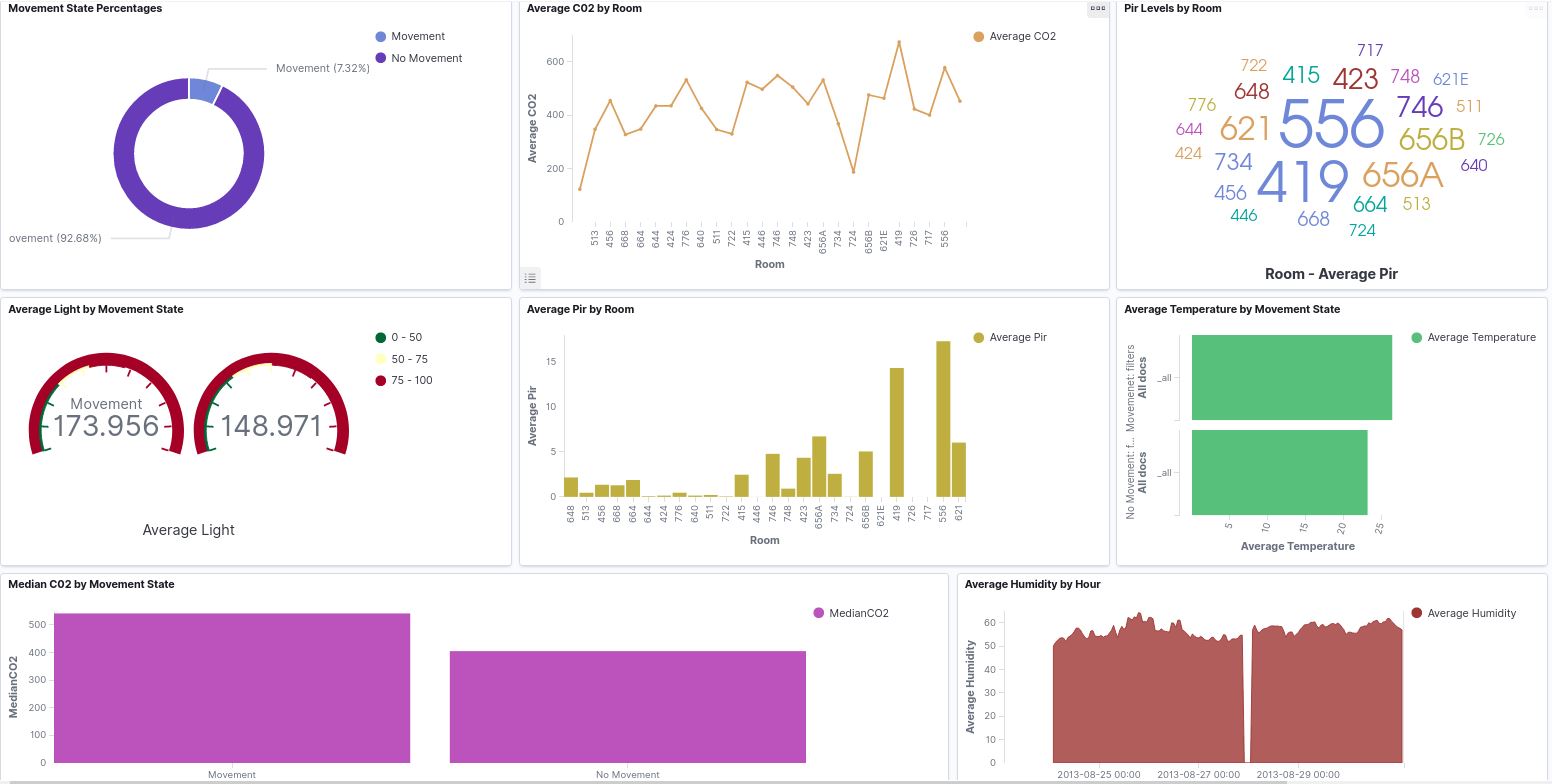 Movement State Percentages
Movement
No Movement
Movement (7.32%)
ovement (92.68%)
Average C02 by Room
Average CO2
600
400
200
0
Average CO2
513
456
668
664
644
424
776
640
511
722
415
446
746
748
423
656A
734
724
656B
621E
419
726
717
556
Room
Pir Levels by Room
717
722
415
423
748
621E
648
776
556
746
511
644
621
656B
726
424
734
419
656A
640
456
664
513
446
668
724
Room - Average Pir
Average Light by Movement State
0 - 50
50 - 75
75 - 100
Movement
173.956
148.971
Average Light
Average Pir by Room
Average Pir
15
10
5
0
Average Pir
648
513
456
668
664
644
424
776
640
511
722
415
446
746
748
423
656A
734
724
656B
621E
419
726
717
556
621
Room
Average Temperature by Movement State
Average Temperature
Movemenet: filters
All docs
_all
No Movement: f...
All docs
_all
5
10
15
20
25
Average Temperature
Median C02 by Movement State
MedianCO2
500
400
300
200
100
0
MedianCO2
Movement
No Movement
Average Humidity by Hour
Average Humidity
60
50
40
30
20
10
0
Average Humidity
2013-08-25 00:00
2013-08-27 00:00
2013-08-29 00:00